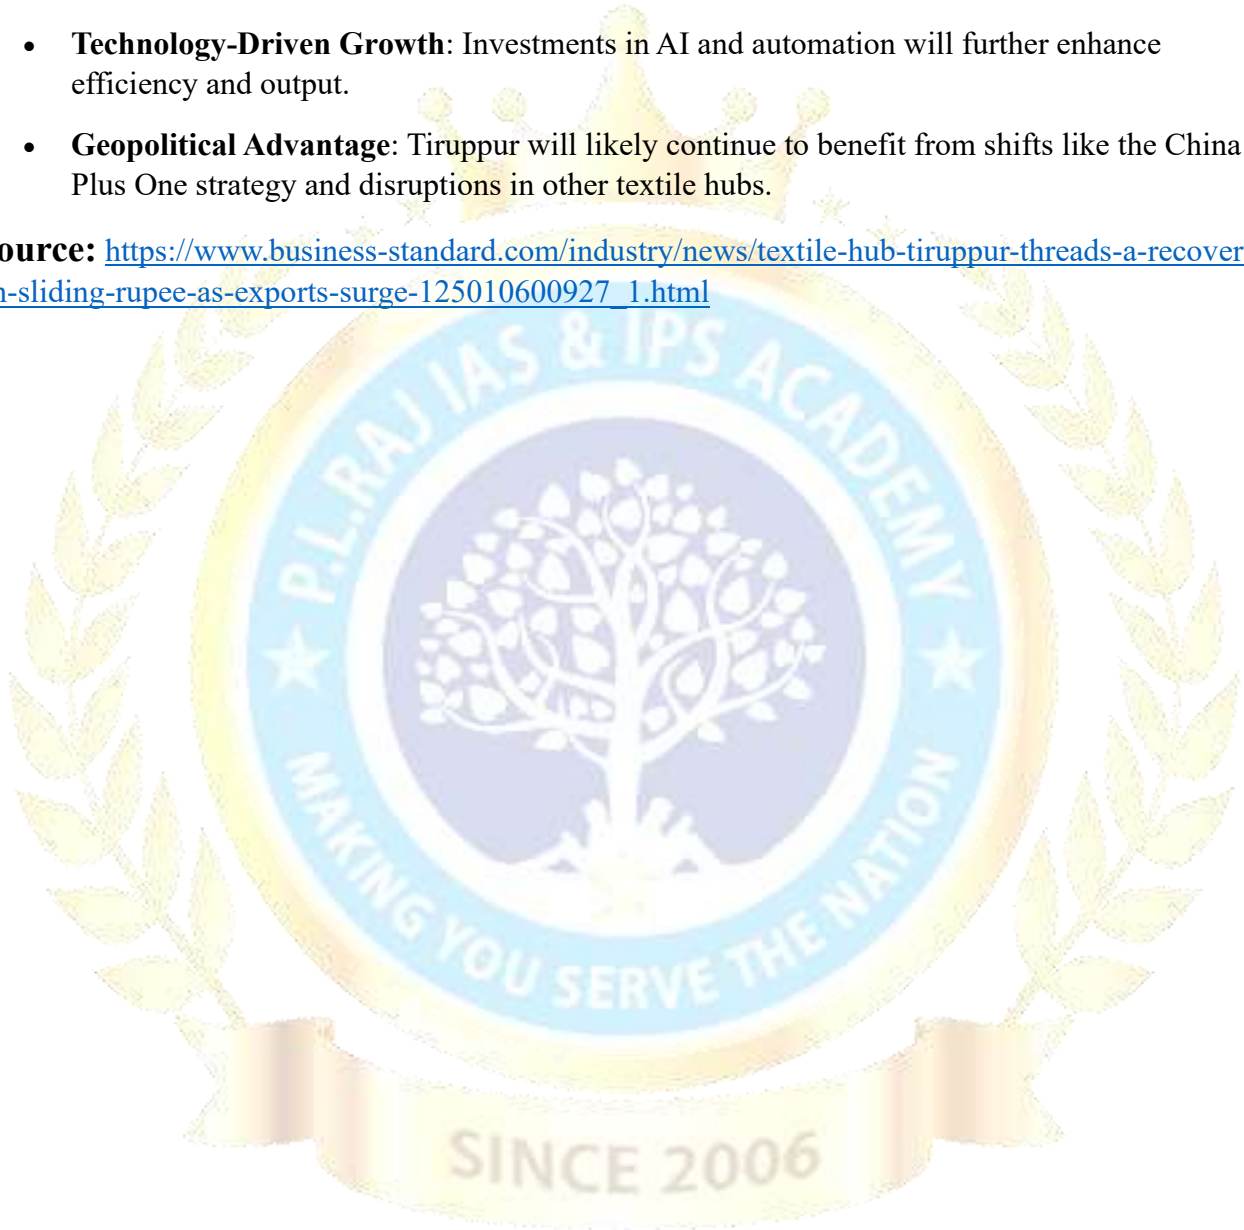 • Technology-Driven Growth: Investments in AI and automation will further enhance
efficiency and output.
• Geopolitical Advantage: Tiruppur will likely continue to benefit from shifts like the China
Plus One strategy and disruptions in other textile hubs.
ource: https://www.business-standard.com/industry/news/textile-hub-tiruppur-threads-a-recover
n-sliding-rupee-as-exports-surge-125010600927_1.html
P.L.RAJ IAS & IPS ACADEMY
MAKING YOU SERVE THE NATION
SINCE 2006